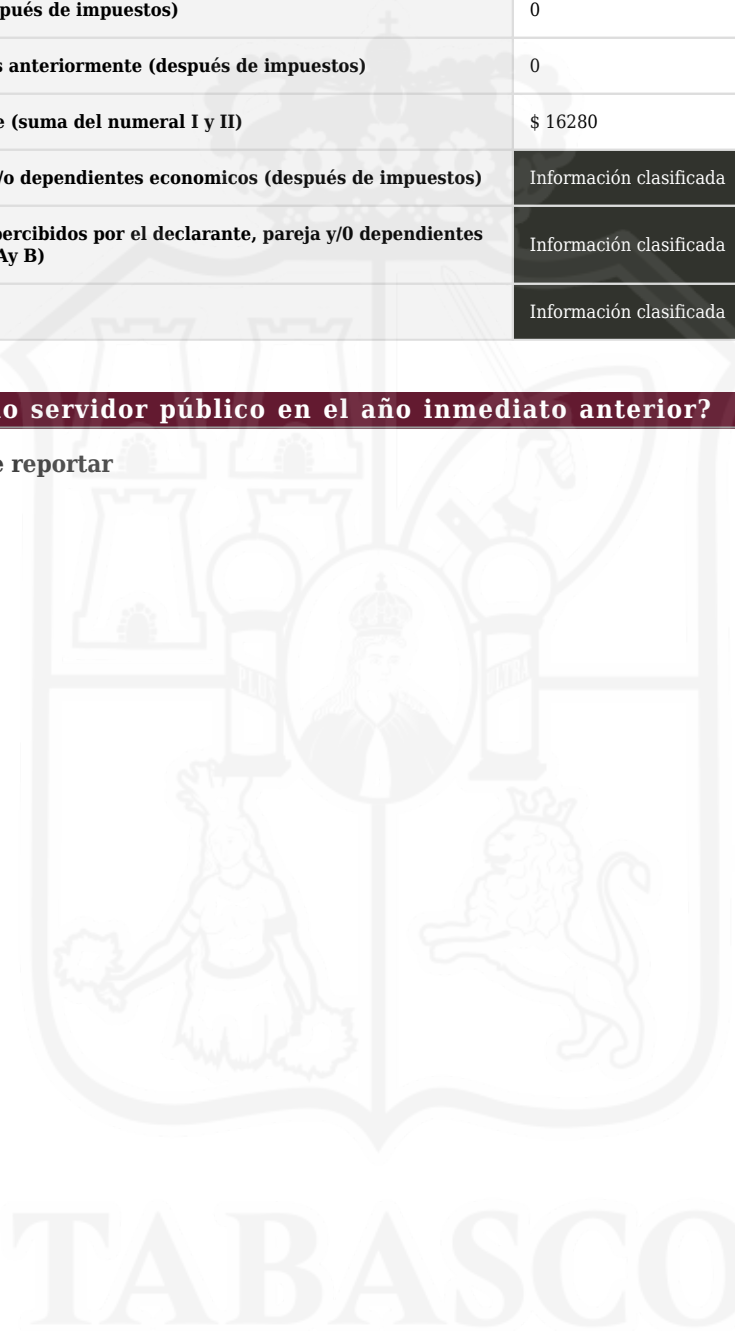 pués de impuestos) 0
s anteriormente (después de impuestos) 0
e (suma del numeral I y II) $ 16280
/o dependientes economicos (después de impuestos) Información clasificada
percibidos por el declarante, pareja y/0 dependientes
Ay B) Información clasificada
Información clasificada
o servidor público en el año inmediato anterior?
e reportar
PLUS ULTRA
TABASCO